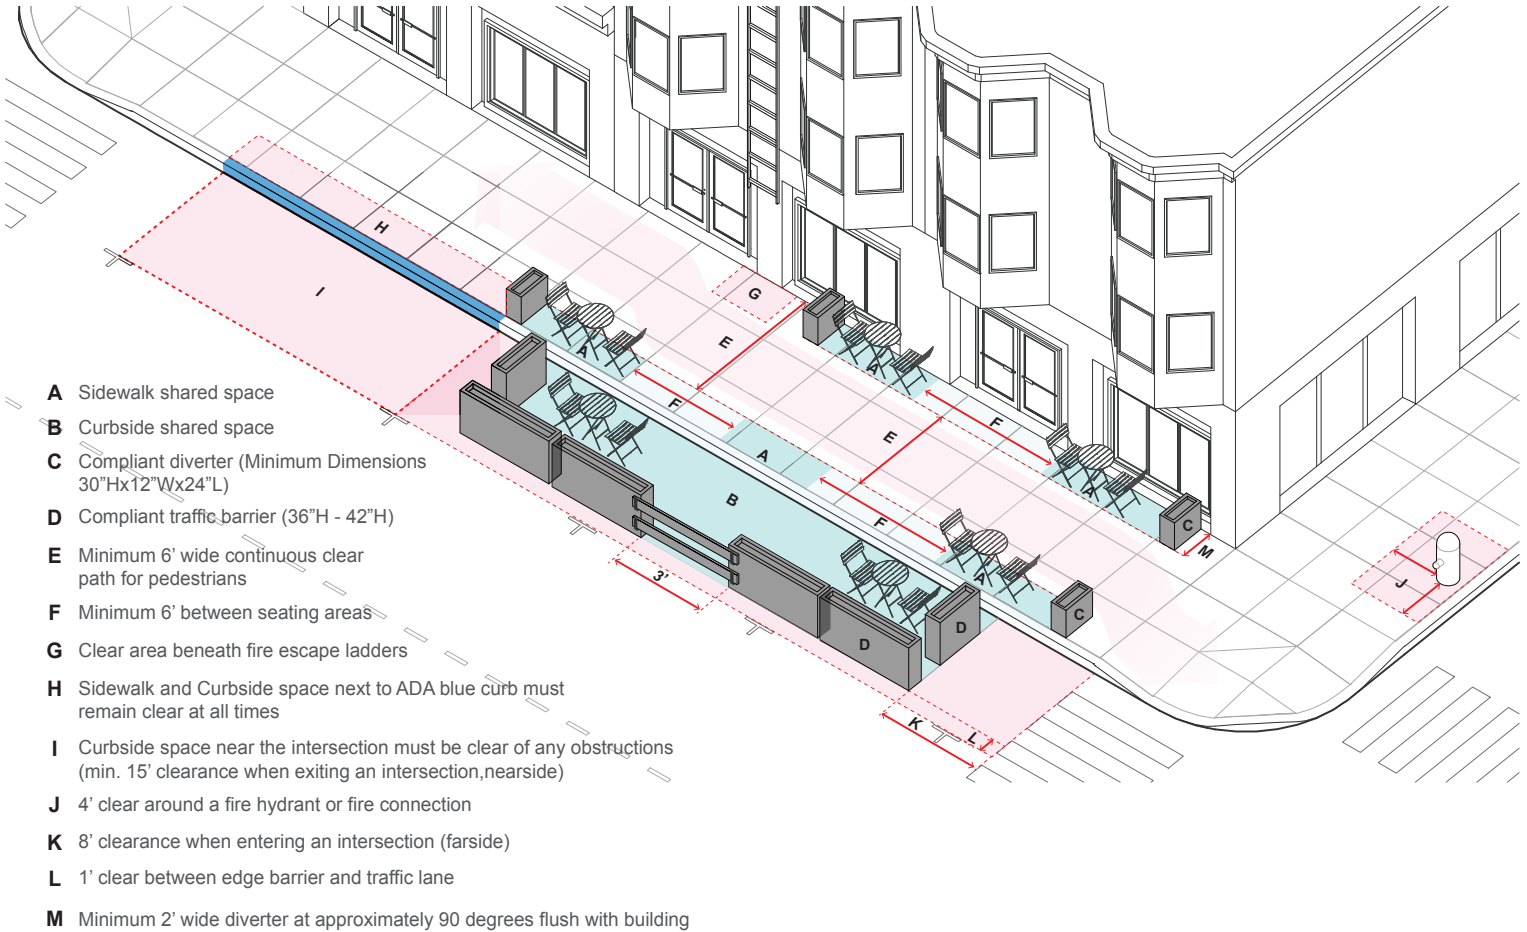 H
I
G
E
A
A
F
F
E
A
A
B
F
A
C
M
C
D
D
3’
K
L
J
A Sidewalk shared space
B Curbside shared space
C Compliant diverter (Minimum Dimensions
30”Hx12”Wx24”L)
D Compliant traffic barrier (36”H - 42”H)
E Minimum 6’ wide continuous clear
path for pedestrians
F Minimum 6’ between seating areas
G Clear area beneath fire escape ladders
H Sidewalk and Curbside space next to ADA blue curb must
remain clear at all times
I Curbside space near the intersection must be clear of any obstructions
(min. 15’ clearance when exiting an intersection,nearside)
J 4’ clear around a fire hydrant or fire connection
K 8’ clearance when entering an intersection (farside)
L 1’ clear between edge barrier and traffic lane
M Minimum 2’ wide diverter at approximately 90 degrees flush with building